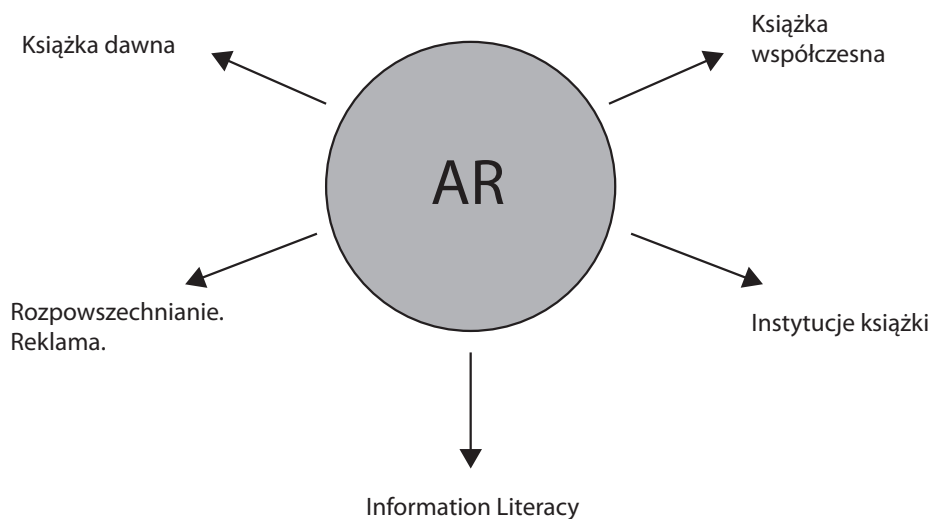 Książka dawna
Książka
współczesna
AR
Rozpowszechnianie.
Reklama.
Instytucje książki
Information Literacy